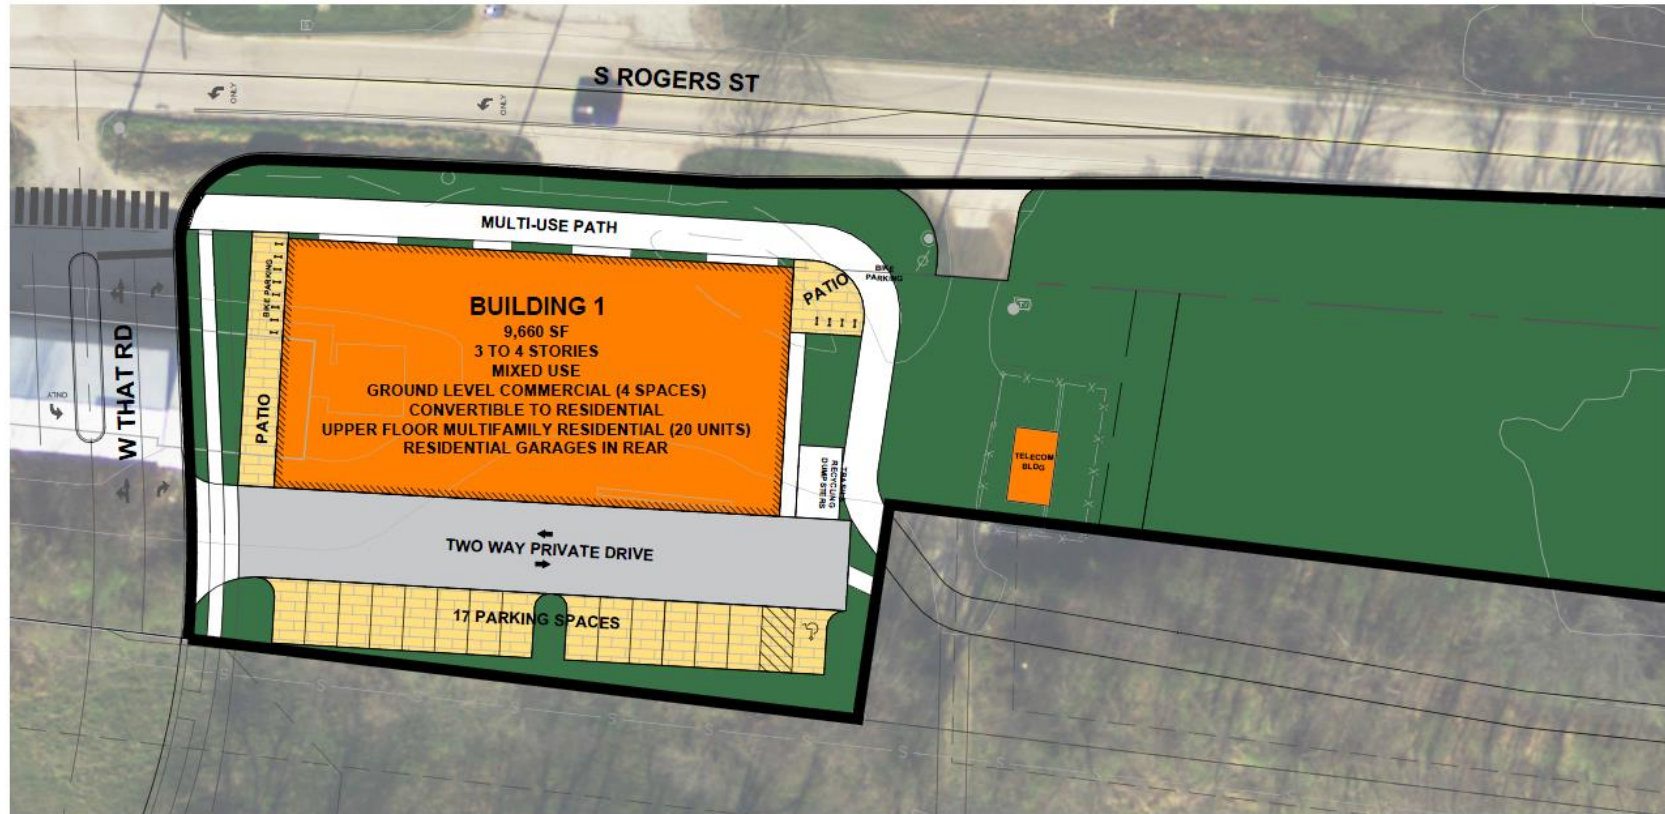 ONLY
ONLY
S ROGERS ST
MULTI-USE PATH
BIKE PARKING
BIKE
PARKING
PATIO
BUILDING 1
9,660 SF
3 TO 4 STORIES
MIXED USE
GROUND LEVEL COMMERCIAL (4 SPACES)
CONVERTIBLE TO RESIDENTIAL
UPPER FLOOR MULTIFAMILY RESIDENTIAL (20 UNITS)
RESIDENTIAL GARAGES IN REAR
PATIO
W THAT RD
ONLY
TELECOM
BLDG
TRASH
RECYCLING
DUMPSTERS
TWO WAY PRIVATE DRIVE
17 PARKING SPACES
S
S
S
S